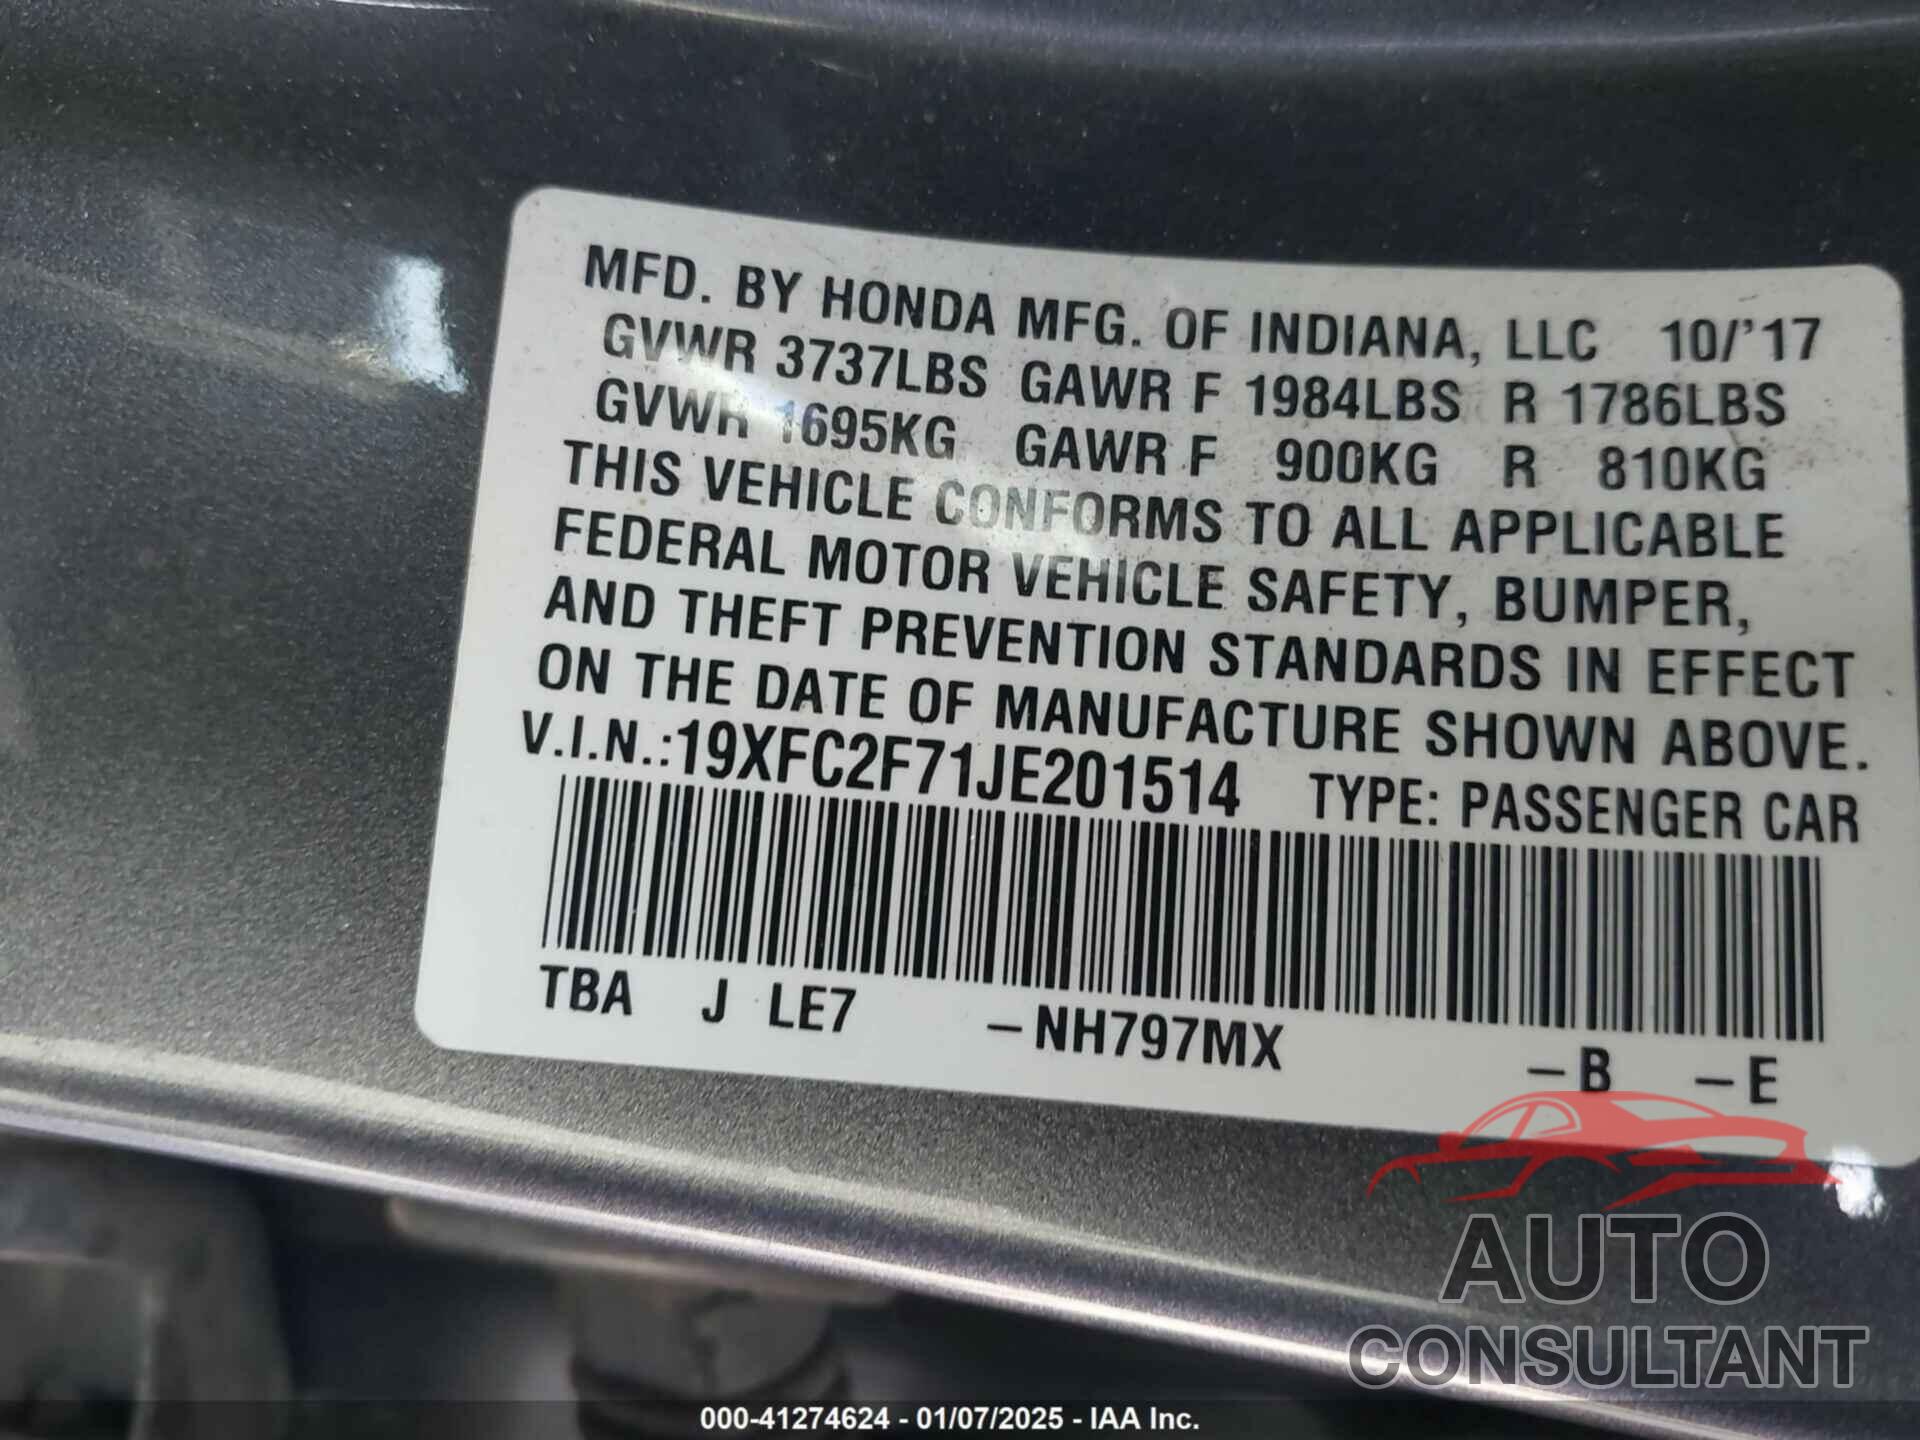 MFD. BY HONDA MFG. OF INDIANA, LLC 10/'17
GVWR 3737LBS GAWR F 1984LBS R 1786LBS
GVWR 1695KG GAWR F 900KG R 810KG
THIS VEHICLE CONFORMS TO ALL APPLICABLE
FEDERAL MOTOR VEHICLE SAFETY, BUMPER,
AND THEFT PREVENTION STANDARDS IN EFFECT
ON THE DATE OF MANUFACTURE SHOWN ABOVE.
V.I.N.:19XFC2F71JE201514 TYPE: PASSENGER CAR
TBA J LE7 -NH797MX -B -E
AUTO
CONSULTANT
000-41274624 - 01/07/2025 - IAA Inc.